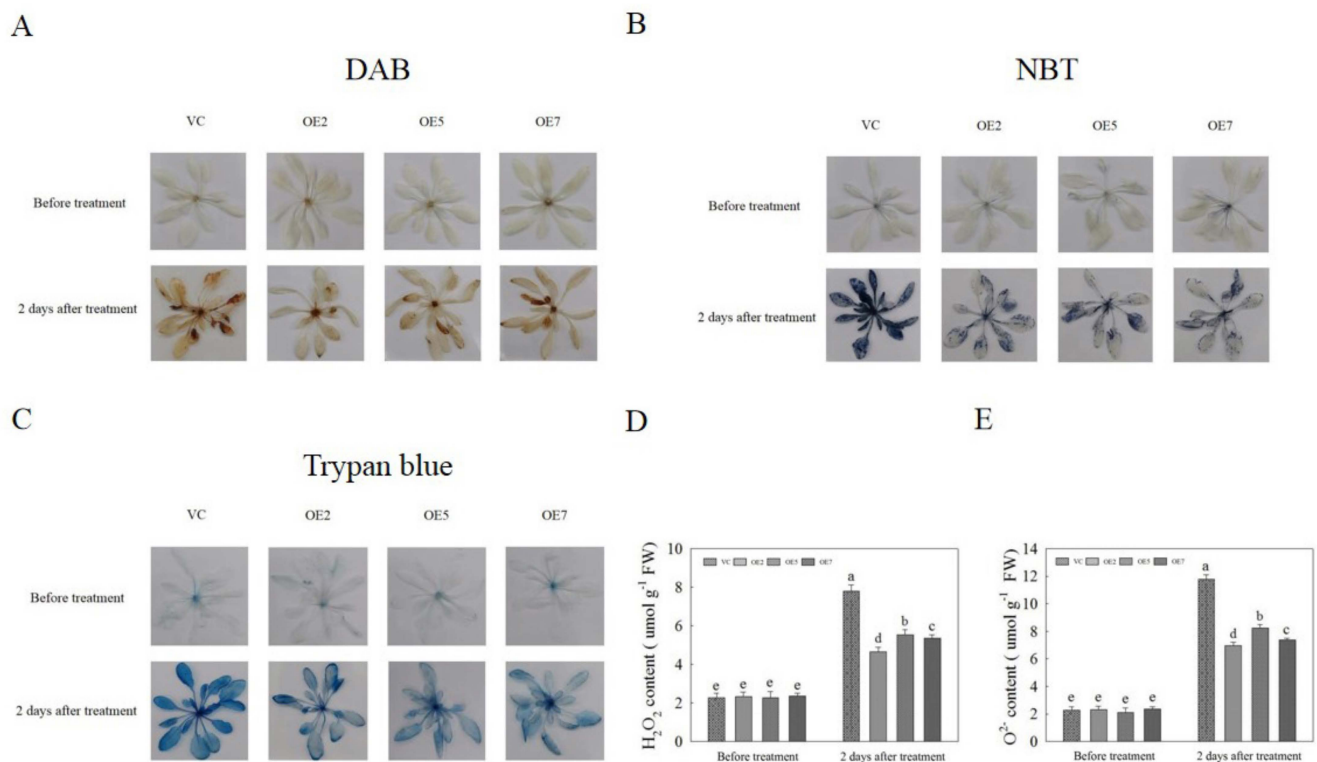 A
DAB
VC OE2 OE5 OE7
Before treatment
2 days after treatment
B
NBT
VC OE2 OE5 OE7
Before treatment
2 days after treatment
C
Trypan blue
VC OE2 OE5 OE7
Before treatment
2 days after treatment
D
H₂O₂ content ( umol g⁻¹ FW)
10
8
6
4
2
0
VC OE2 OE5 OE7
e e e e
a d b c
Before treatment 2 days after treatment
E
O²⁻ content ( umol g⁻¹ FW)
14
12
10
8
6
4
2
0
VC OE2 OE5 OE7
e e e e
a d b c
Before treatment 2 days after treatment